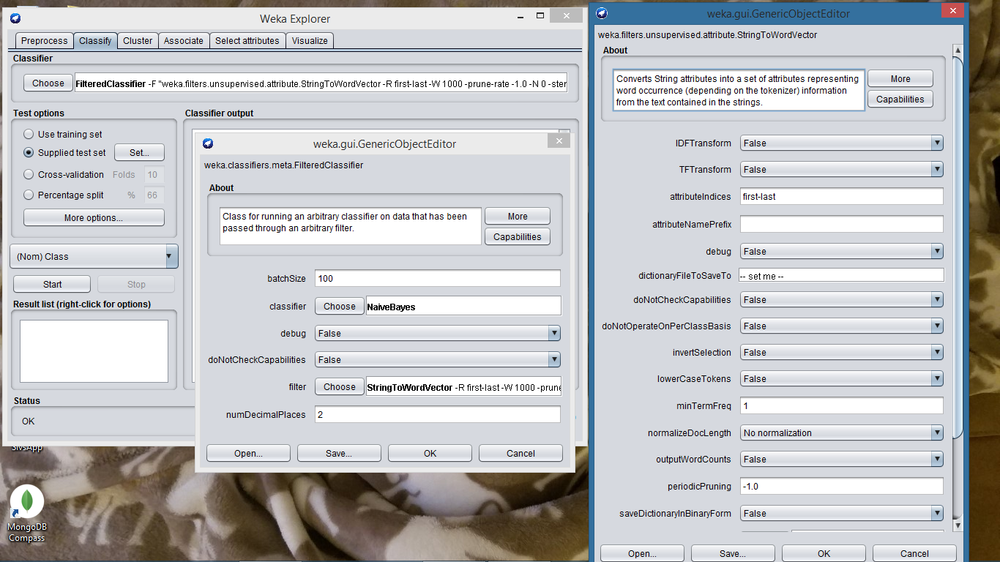 Weka Explorer
Preprocess Classify Cluster Associate Select attributes Visualize
Classifier
Choose FilteredClassifier -F "weka.filters.unsupervised.attribute.StringToWordVector -R first-last -W 1000 -prune-rate -1.0 -N 0 -stem
Test options
Use training set
Supplied test set Set...
Cross-validation Folds 10
Percentage split % 66
More options...
(Nom) Class
Start Stop
Result list (right-click for options)
Status
OK
Classifier output
weka.gui.GenericObjectEditor
weka.classifiers.meta.FilteredClassifier
About
Class for running an arbitrary classifier on data that has been
passed through an arbitrary filter.
More
Capabilities
batchSize 100
classifier Choose NaiveBayes
debug False
doNotCheckCapabilities False
filter Choose StringToWordVector -R first-last -W 1000 -prune
numDecimalPlaces 2
Open... Save... OK Cancel
weka.gui.GenericObjectEditor
weka.filters.unsupervised.attribute.StringToWordVector
About
Converts String attributes into a set of attributes representing
word occurrence (depending on the tokenizer) information
from the text contained in the strings.
More
Capabilities
IDFTransform False
TFTransform False
attributeIndices first-last
attributeNamePrefix
debug False
dictionaryFileToSaveTo -- set me --
doNotCheckCapabilities False
doNotOperateOnPerClassBasis False
invertSelection False
lowerCaseTokens False
minTermFreq 1
normalizeDocLength No normalization
outputWordCounts False
periodicPruning -1.0
saveDictionaryInBinaryForm False
Open... Save... OK Cancel
MongoDB
Compass